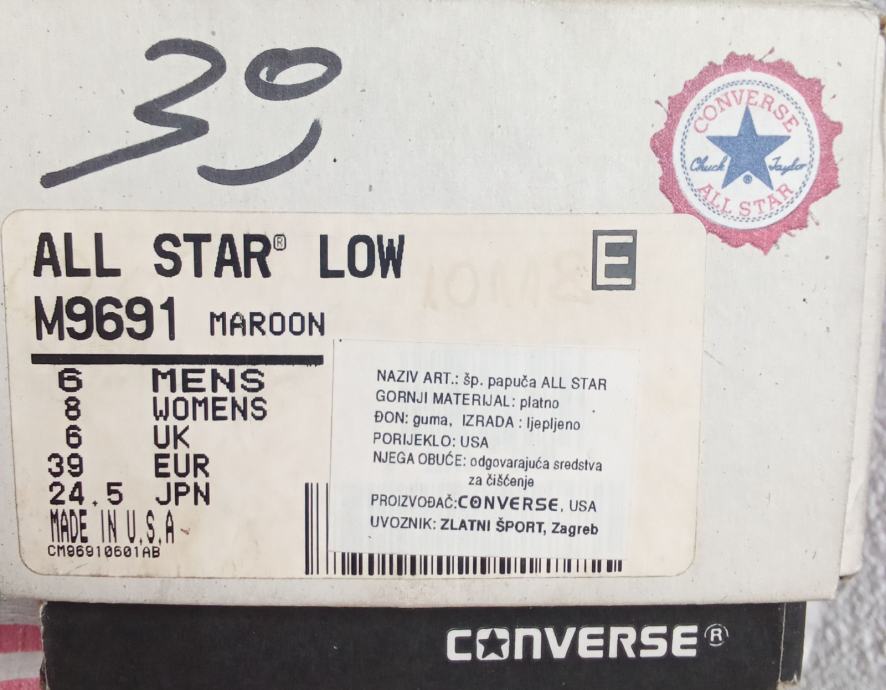 39
CONVERSE
Chuck Taylor
ALL STAR
®
ALL STAR® LOW
E
M9691 MAROON
6 MENS
8 WOMENS
6 UK
39 EUR
24.5 JPN
MADE IN U.S.A
CM96910601AB
NAZIV ART.: šp. papuča ALL STAR
GORNJI MATERIJAL: platno
ĐON: guma, IZRADA : ljepljeno
PORIJEKLO: USA
NJEGA OBUĆE: odgovarajuća sredstva
za čišćenje
PROIZVOĐAČ:CONVERSE, USA
UVOZNIK: ZLATNI ŠPORT, Zagreb
CONVERSE®